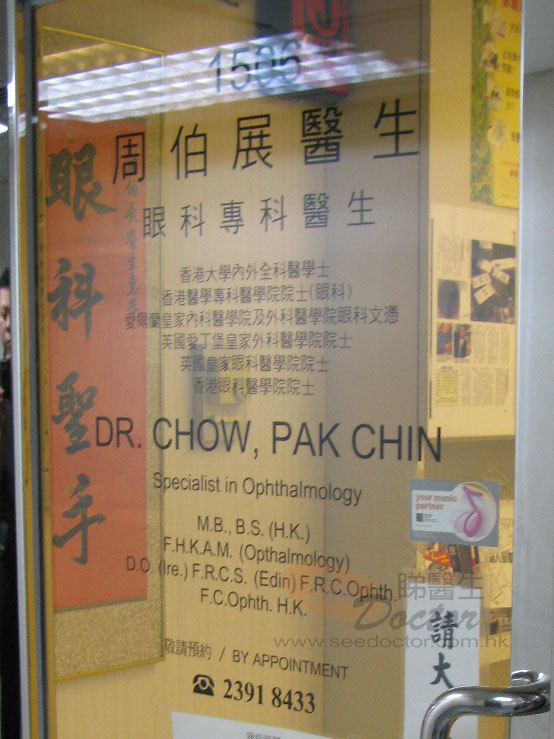 1506
周伯展醫生
眼科專科醫生
香港大學內外全科醫學士
香港醫學專科醫學院院士(眼科)
愛爾蘭皇家內科醫學院及外科醫學院眼科文憑
英國愛丁堡皇家外科醫學院院士
英國皇家眼科醫學院院士
香港眼科醫學院院士
DR. CHOW, PAK CHIN
Specialist in Ophthalmology
M.B., B.S. (H.K.)
F.H.K.A.M. (Opthalmology)
D.O. (Ire.) F.R.C.S. (Edin) F.R.C.Ophth.
F.C.Ophth. H.K.
敬請預約 / BY APPOINTMENT
☎ 2391 8433
眼科聖手
your music
partner
請大
睇醫生
Doctor
www.seedoctor.com.hk